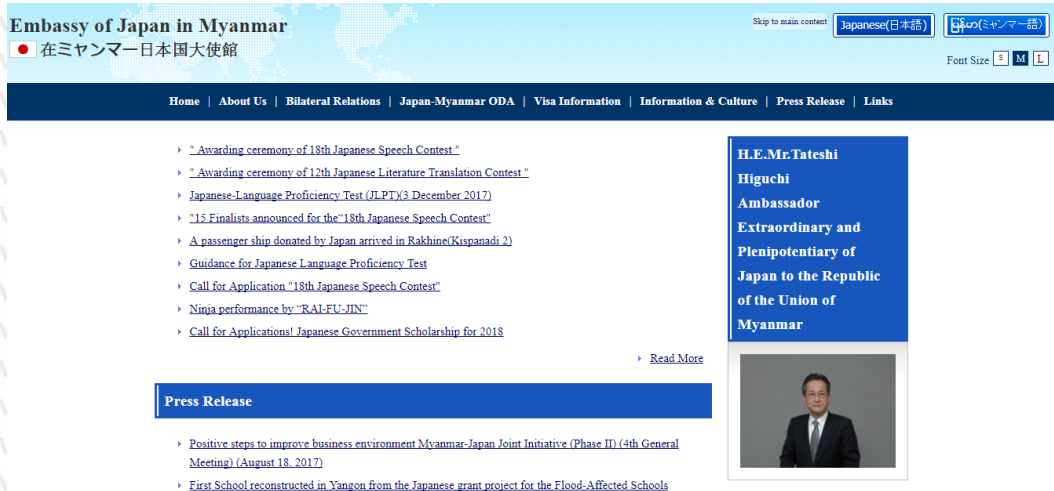 Embassy of Japan in Myanmar
在ミャンマー日本国大使館
Skip to main content
Japanese(日本語)
မြန်မာ(ミャンマー語)
Font Size S M L
Home | About Us | Bilateral Relations | Japan-Myanmar ODA | Visa Information | Information & Culture | Press Release | Links
" Awarding ceremony of 18th Japanese Speech Contest "
" Awarding ceremony of 12th Japanese Literature Translation Contest "
Japanese-Language Proficiency Test (JLPT)(3 December 2017)
"15 Finalists announced for the“18th Japanese Speech Contest"
A passenger ship donated by Japan arrived in Rakhine(Kispanadi 2)
Guidance for Japanese Language Proficiency Test
Call for Application "18th Japanese Speech Contest"
Ninja performance by “RAI-FU-JIN”
Call for Applications! Japanese Government Scholarship for 2018
Read More
Press Release
Positive steps to improve business environment Myanmar-Japan Joint Initiative (Phase II) (4th General
Meeting) (August 18, 2017)
First School reconstructed in Yangon from the Japanese grant project for the Flood-Affected Schools
H.E.Mr.Tateshi
Higuchi
Ambassador
Extraordinary and
Plenipotentiary of
Japan to the Republic
of the Union of
Myanmar